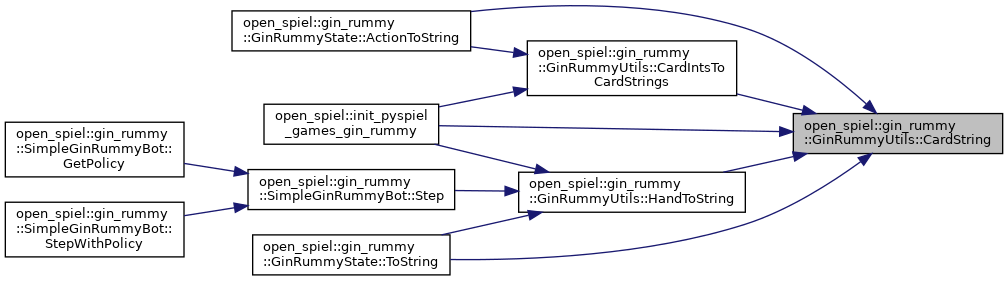 open_spiel::gin_rummy
::GinRummyState::ActionToString
open_spiel::gin_rummy
::GinRummyUtils::CardIntsTo
CardStrings
open_spiel::init_pyspiel
_games_gin_rummy
open_spiel::gin_rummy
::GinRummyUtils::CardString
open_spiel::gin_rummy
::SimpleGinRummyBot::
GetPolicy
open_spiel::gin_rummy
::SimpleGinRummyBot::Step
open_spiel::gin_rummy
::GinRummyUtils::HandToString
open_spiel::gin_rummy
::SimpleGinRummyBot::
StepWithPolicy
open_spiel::gin_rummy
::GinRummyState::ToString